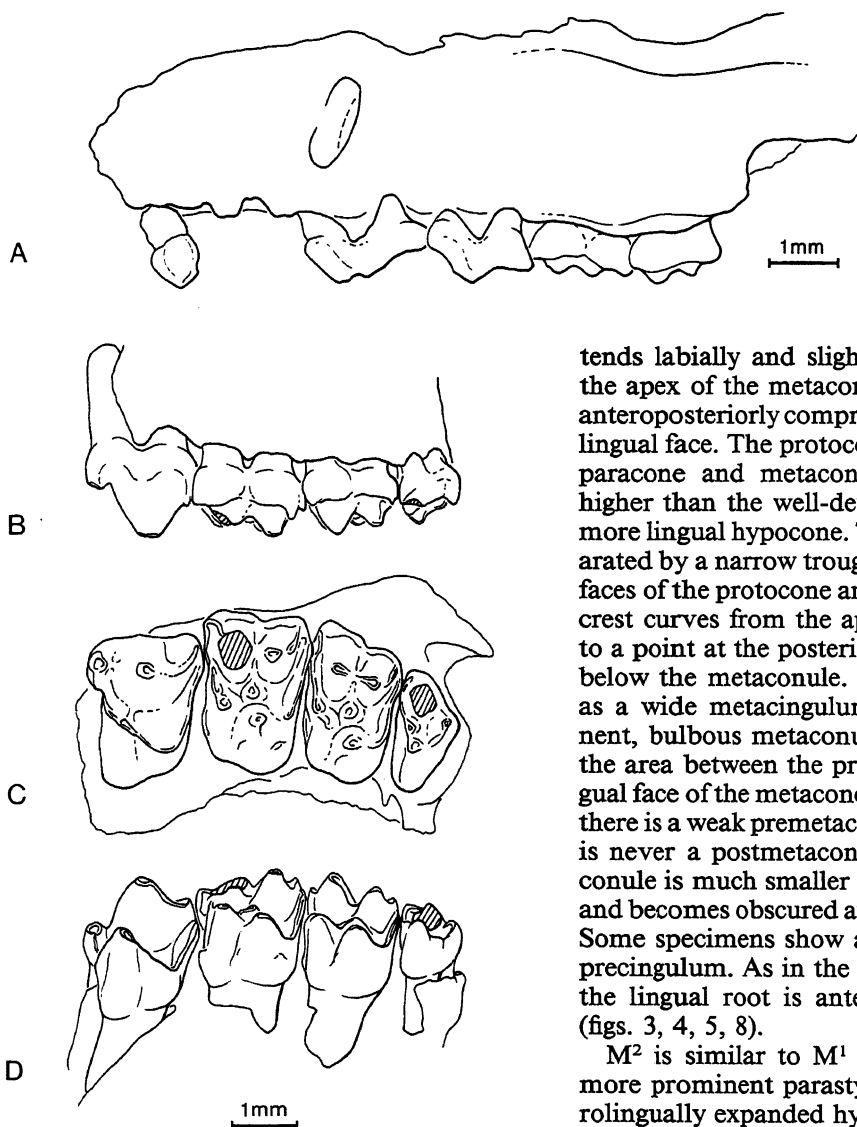 A
1mm
B
C
D
1mm
tends labially and sligh
the apex of the metacon
anteroposteriorly compr
lingual face. The protoco
paracone and metacon
higher than the well-de
more lingual hypocone.
arated by a narrow troug
faces of the protocone an
crest curves from the ap
to a point at the posteri
below the metaconule.
as a wide metacingulum
nent, bulbous metaconu
the area between the pr
gual face of the metacone
there is a weak premetac
is never a postmetacon
conule is much smaller
and becomes obscured a
Some specimens show a
precingulum. As in the
the lingual root is ante
(figs. 3, 4, 5, 8).
M² is similar to M¹
more prominent parasty
rolingually expanded hy